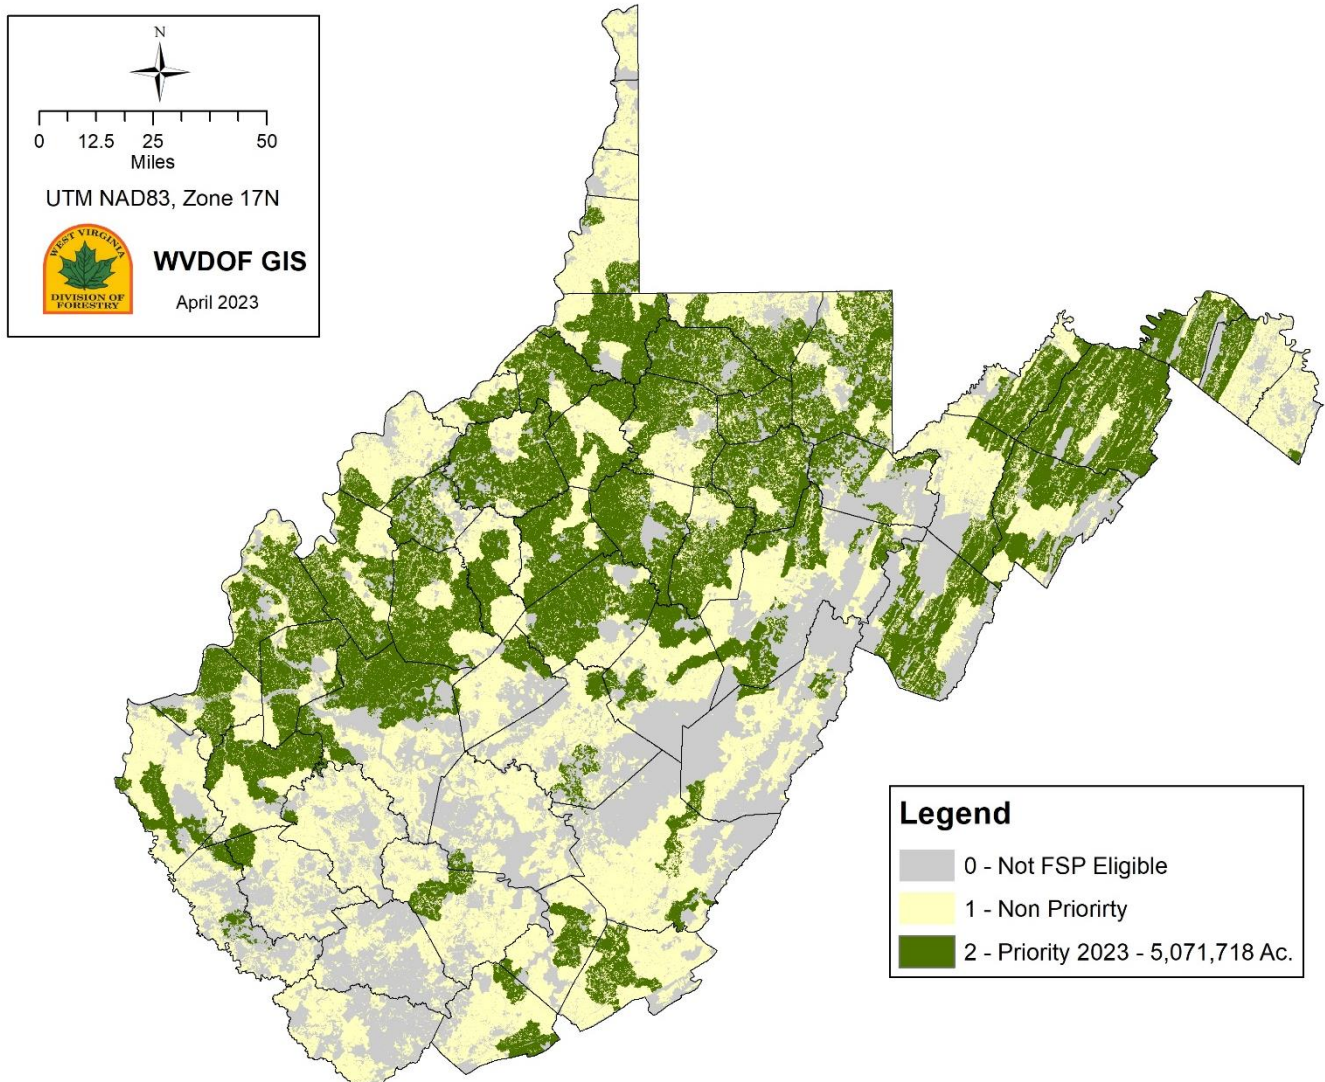 N
0 12.5 25 50
Miles
UTM NAD83, Zone 17N
WEST VIRGINIA
DIVISION OF
FORESTRY
WVDOF GIS
April 2023
Legend
0 - Not FSP Eligible
1 - Non Priorirty
2 - Priority 2023 - 5,071,718 Ac.